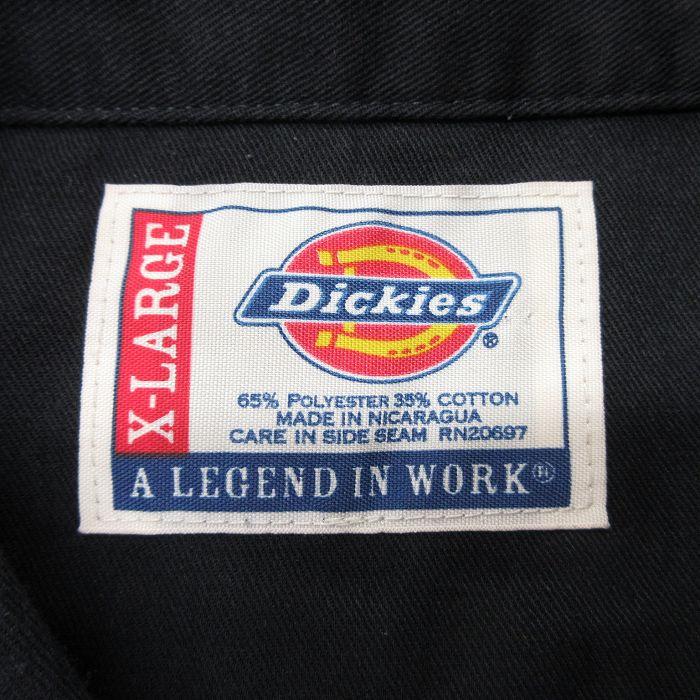 X-LARGE
Dickies®
65% POLYESTER 35% COTTON
MADE IN NICARAGUA
CARE IN SIDE SEAM RN20697
A LEGEND IN WORK®